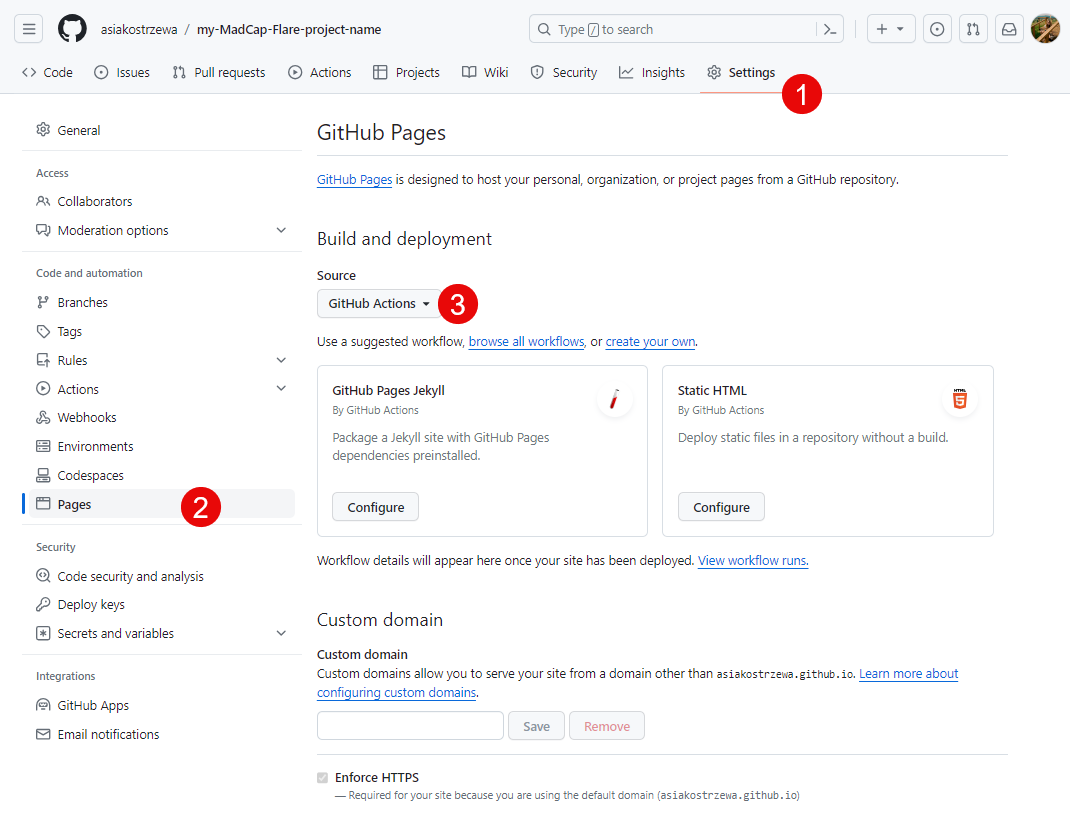 asiakostrzewa / my-MadCap-Flare-project-name
Type / to search
Code Issues Pull requests Actions Projects Wiki Security Insights Settings
1
General
Access
Collaborators
Moderation options
Code and automation
Branches
Tags
Rules
Actions
Webhooks
Environments
Codespaces
Pages
2
Security
Code security and analysis
Deploy keys
Secrets and variables
Integrations
GitHub Apps
Email notifications
GitHub Pages
GitHub Pages is designed to host your personal, organization, or project pages from a GitHub repository.
Build and deployment
Source
GitHub Actions
3
Use a suggested workflow, browse all workflows, or create your own.
GitHub Pages Jekyll
By GitHub Actions
Package a Jekyll site with GitHub Pages
dependencies preinstalled.
Configure
Static HTML
By GitHub Actions
HTML
5
Deploy static files in a repository without a build.
Configure
Workflow details will appear here once your site has been deployed. View workflow runs.
Custom domain
Custom domain
Custom domains allow you to serve your site from a domain other than asiakostrzewa.github.io. Learn more about
configuring custom domains.
Save Remove
Enforce HTTPS
— Required for your site because you are using the default domain (asiakostrzewa.github.io)